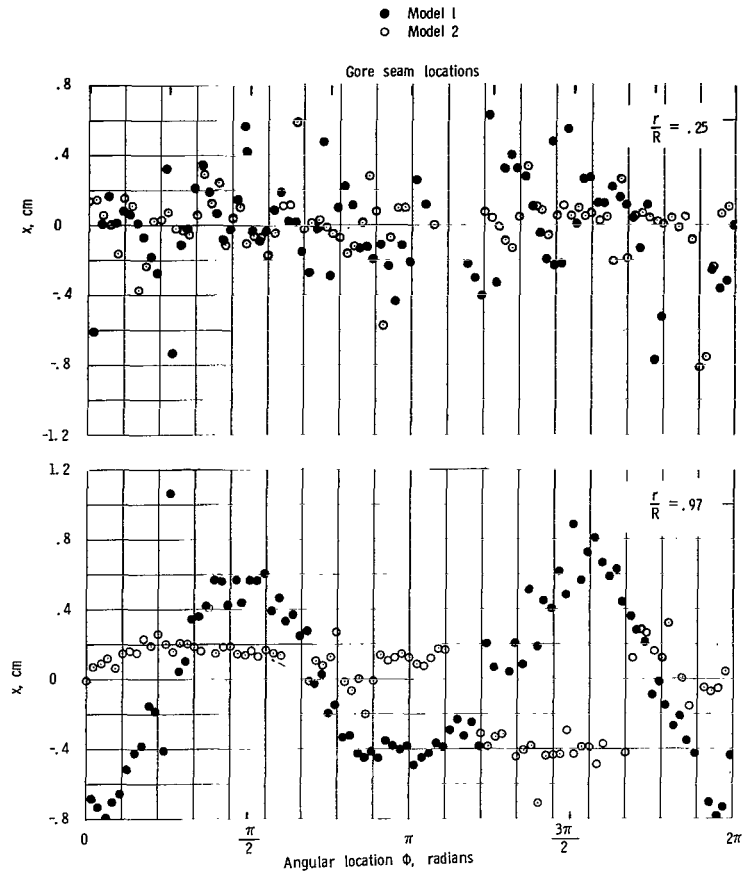 Model 1
Model 2
Gore seam locations
.8
.4
0
-.4
-.8
-1.2
x, cm
r/R = .25
1.2
.8
.4
0
-.4
-.8
x, cm
r/R = .97
0
π/2
π
3π/2
2π
Angular location Φ, radians